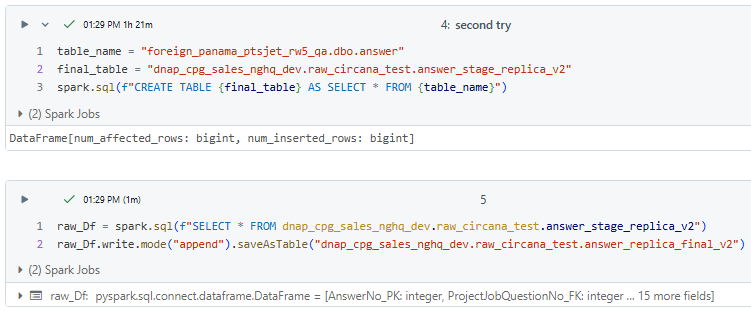 01:29 PM 1h 21m 4: second try
1 table_name = "foreign_panama_ptsjet_rw5_qa.dbo.answer"
2 final_table = "dnap_cpg_sales_nghq_dev.raw_circana_test.answer_stage_replica_v2"
3 spark.sql(f"CREATE TABLE {final_table} AS SELECT * FROM {table_name}")
(2) Spark Jobs
DataFrame[num_affected_rows: bigint, num_inserted_rows: bigint]
01:29 PM (1m) 5
1 raw_Df = spark.sql(f"SELECT * FROM dnap_cpg_sales_nghq_dev.raw_circana_test.answer_stage_replica_v2")
2 raw_Df.write.mode("append").saveAsTable("dnap_cpg_sales_nghq_dev.raw_circana_test.answer_replica_final_v2")
(2) Spark Jobs
raw_Df: pyspark.sql.connect.dataframe.DataFrame = [AnswerNo_PK: integer, ProjectJobQuestionNo_FK: integer ... 15 more fields]